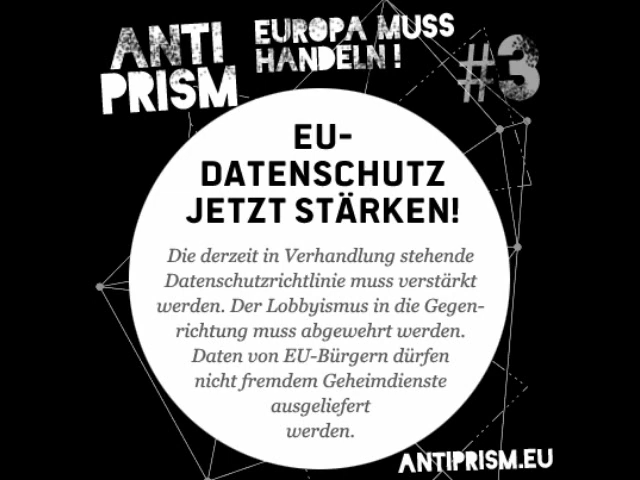 ANTI
PRISM
EUROPA MUSS
HANDELN !
#3
EU-
DATENSCHUTZ
JETZT STÄRKEN!
Die derzeit in Verhandlung stehende
Datenschutzrichtlinie muss verstärkt
werden. Der Lobbyismus in die Gegen-
richtung muss abgewehrt werden.
Daten von EU-Bürgern dürfen
nicht fremdem Geheimdienste
ausgeliefert
werden.
ANTIPRISM.EU